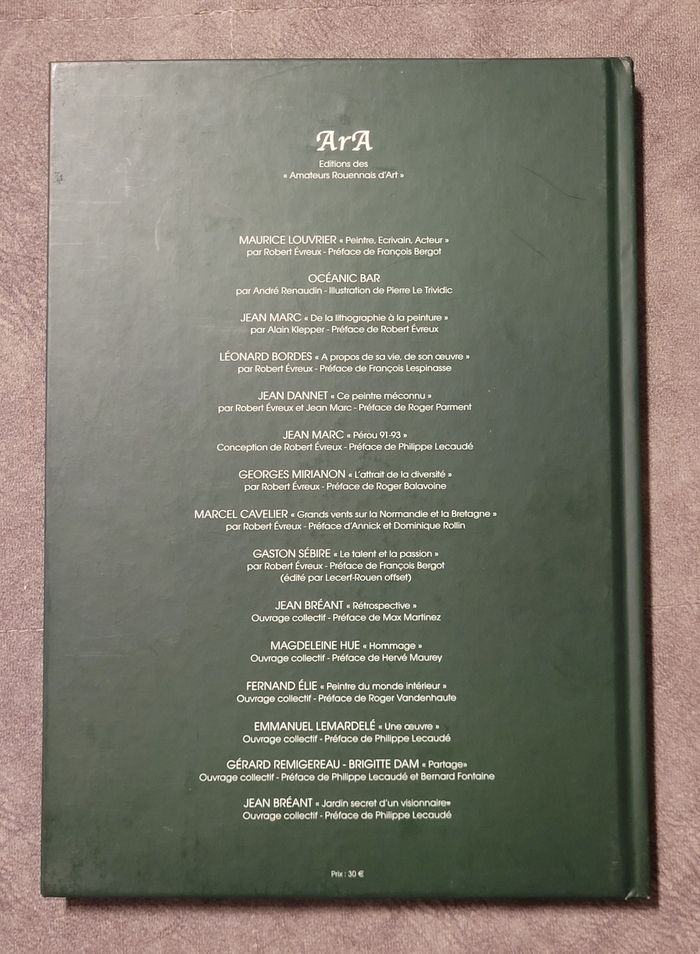 ArA
Editions des
« Amateurs Rouennais d'Art »
MAURICE LOUVRIER « Peintre, Ecrivain, Acteur »
par Robert Évreux - Préface de François Bergot
OCÉANIC BAR
par André Renaudin - Illustration de Pierre Le Trividic
JEAN MARC « De la lithographie à la peinture »
par Alain Klepper - Préface de Robert Évreux
LÉONARD BORDES « A propos de sa vie, de son œuvre »
par Robert Évreux - Préface de François Lespinasse
JEAN DANNET « Ce peintre méconnu »
par Robert Évreux et Jean Marc - Préface de Roger Parment
JEAN MARC « Pérou 91-93 »
Conception de Robert Évreux - Préface de Philippe Lecaudé
GEORGES MIRIANON « L'attrait de la diversité »
par Robert Évreux - Préface de Roger Balavoine
MARCEL CAVELIER « Grands vents sur la Normandie et la Bretagne »
par Robert Évreux - Préface d'Annick et Dominique Rollin
GASTON SÉBIRE « Le talent et la passion »
par Robert Évreux - Préface de François Bergot
(édité par Lecerf-Rouen offset)
JEAN BRÉANT « Rétrospective »
Ouvrage collectif - Préface de Max Martinez
MAGDELEINE HUE « Hommage »
Ouvrage collectif - Préface de Hervé Maurey
FERNAND ÉLIE « Peintre du monde intérieur »
Ouvrage collectif - Préface de Roger Vandenhaute
EMMANUEL LEMARDELÉ « Une œuvre »
Ouvrage collectif - Préface de Philippe Lecaudé
GÉRARD REMIGEREAU - BRIGITTE DAM « Partage»
Ouvrage collectif - Préface de Philippe Lecaudé et Bernard Fontaine
JEAN BRÉANT « Jardin secret d'un visionnaire»
Ouvrage collectif - Préface de Philippe Lecaudé
Prix : 30 €